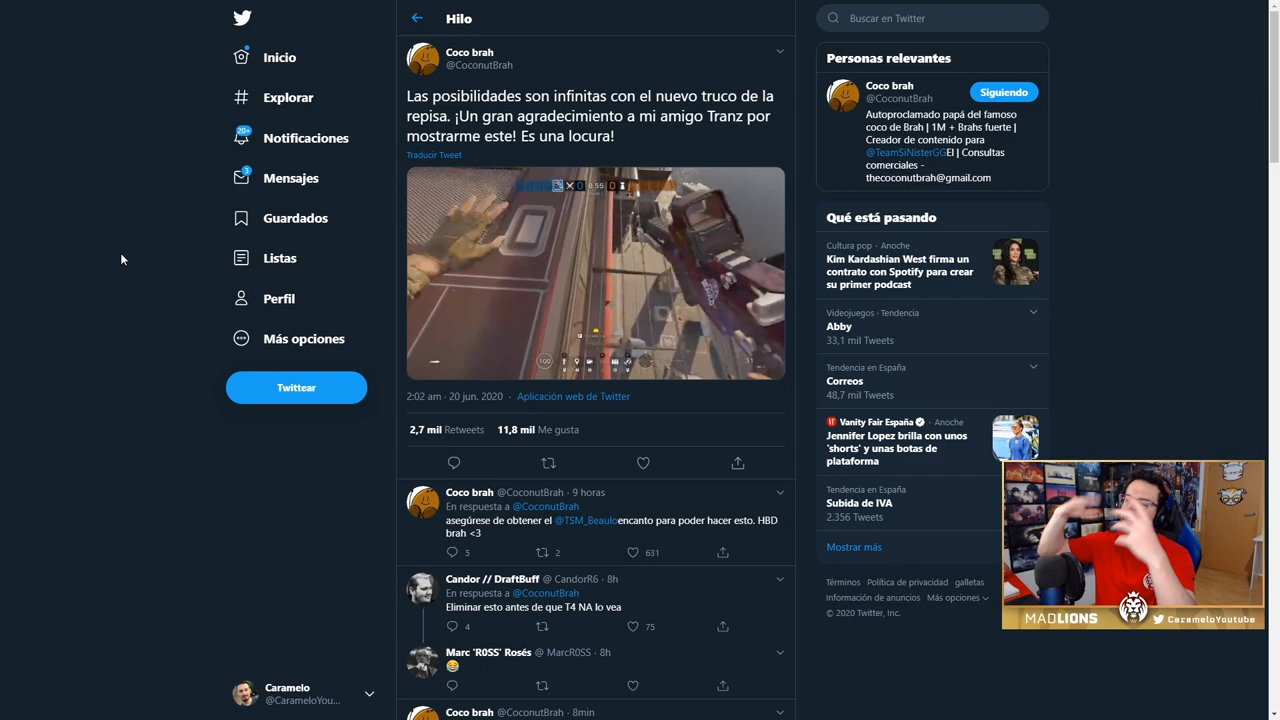 Inicio
Explorar
20+
Notificaciones
3
Mensajes
Guardados
Listas
Perfil
Más opciones
Twittear
Caramelo
@CarameloYou...
Hilo
Coco brah
@CoconutBrah
Las posibilidades son infinitas con el nuevo truco de la
repisa. ¡Un gran agradecimiento a mi amigo Tranz por
mostrarme este! Es una locura!
Traducir Tweet
0 8:55 0
100
31
2:02 am · 20 jun. 2020 · Aplicación web de Twitter
2,7 mil Retweets 11,8 mil Me gusta
Coco brah @CoconutBrah · 9 horas
En respuesta a @CoconutBrah
asegúrese de obtener el @TSM_Beauloencanto para poder hacer esto. HBD
brah <3
5 2 631
Candor // DraftBuff @ CandorR6 · 8h
En respuesta a @CoconutBrah
Eliminar esto antes de que T4 NA lo vea
4 75
Marc 'R0SS' Rosés @ MarcR0SS · 8h
😂
Coco brah @CoconutBrah · 8min
Buscar en Twitter
Personas relevantes
Coco brah
@CoconutBrah
Siguiendo
Autoproclamado papá del famoso
coco de Brah | 1M + Brahs fuerte |
Creador de contenido para
@TeamSiNisterGGEl | Consultas
comerciales -
thecoconutbrah@gmail.com
Qué está pasando
Cultura pop · Anoche
Kim Kardashian West firma un
contrato con Spotify para crear
su primer podcast
Videojuegos · Tendencia
Abby
33,1 mil Tweets
Tendencia en España
Correos
48,7 mil Tweets
Vanity Fair España · Anoche
Jennifer Lopez brilla con unos
'shorts' y unas botas de
plataforma
Tendencia en España
Subida de IVA
2.356 Tweets
Mostrar más
Términos Política de privacidad galletas
Información de anuncios Más opciones
© 2020 Twitter, Inc.
MADLIONS CarameloYoutube